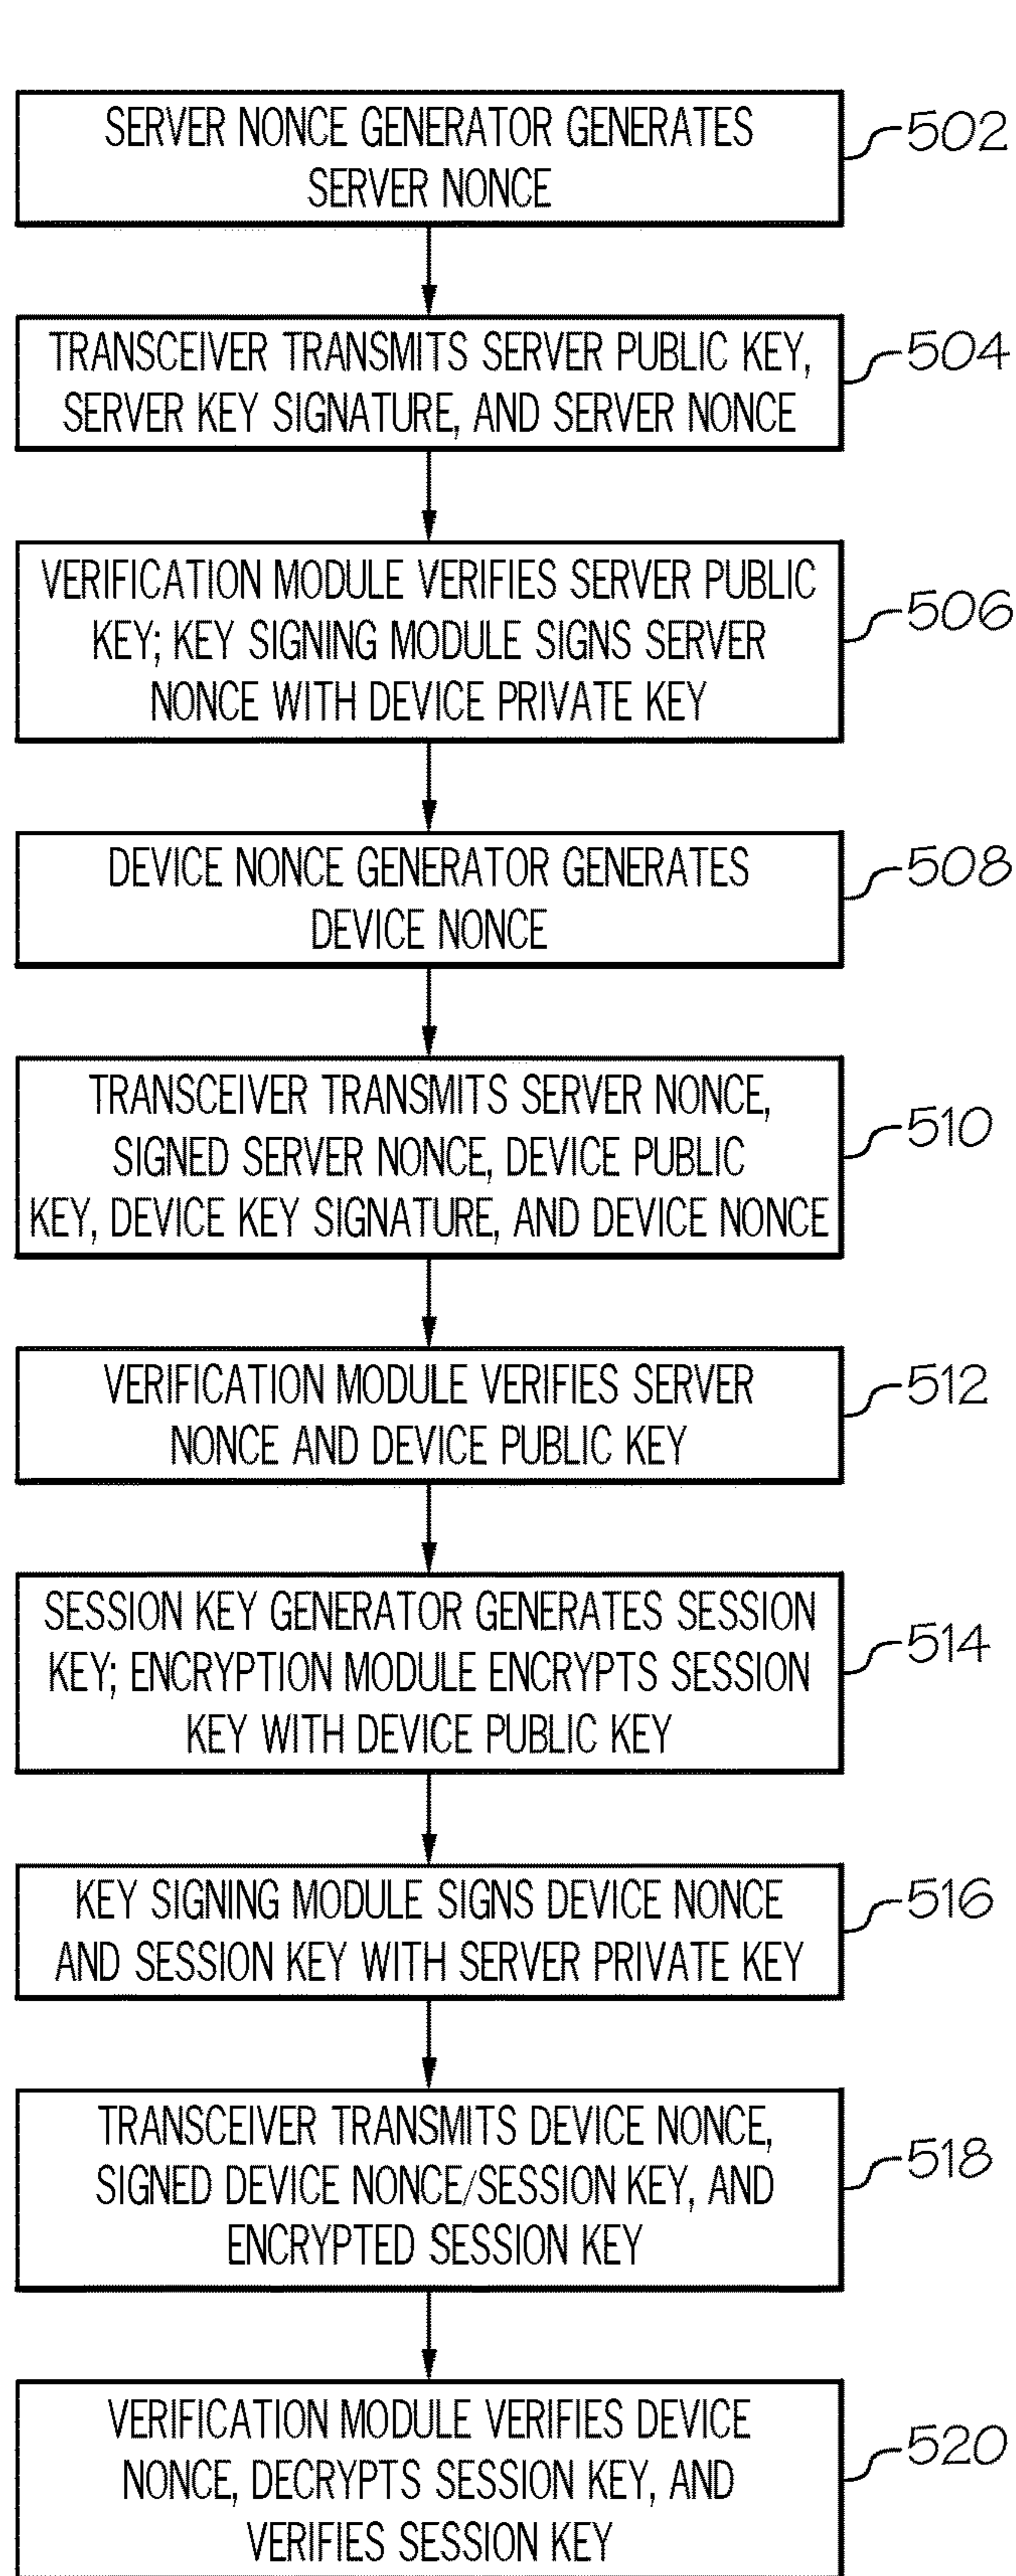 SERVER NONCE GENERATOR GENERATES
SERVER NONCE
502
TRANSCEIVER TRANSMITS SERVER PUBLIC KEY,
SERVER KEY SIGNATURE, AND SERVER NONCE
504
VERIFICATION MODULE VERIFIES SERVER PUBLIC
KEY; KEY SIGNING MODULE SIGNS SERVER
NONCE WITH DEVICE PRIVATE KEY
506
DEVICE NONCE GENERATOR GENERATES
DEVICE NONCE
508
TRANSCEIVER TRANSMITS SERVER NONCE,
SIGNED SERVER NONCE, DEVICE PUBLIC
KEY, DEVICE KEY SIGNATURE, AND DEVICE NONCE
510
VERIFICATION MODULE VERIFIES SERVER
NONCE AND DEVICE PUBLIC KEY
512
SESSION KEY GENERATOR GENERATES SESSION
KEY; ENCRYPTION MODULE ENCRYPTS SESSION
KEY WITH DEVICE PUBLIC KEY
514
KEY SIGNING MODULE SIGNS DEVICE NONCE
AND SESSION KEY WITH SERVER PRIVATE KEY
516
TRANSCEIVER TRANSMITS DEVICE NONCE,
SIGNED DEVICE NONCE/SESSION KEY, AND
ENCRYPTED SESSION KEY
518
VERIFICATION MODULE VERIFIES DEVICE
NONCE, DECRYPTS SESSION KEY, AND
VERIFIES SESSION KEY
520